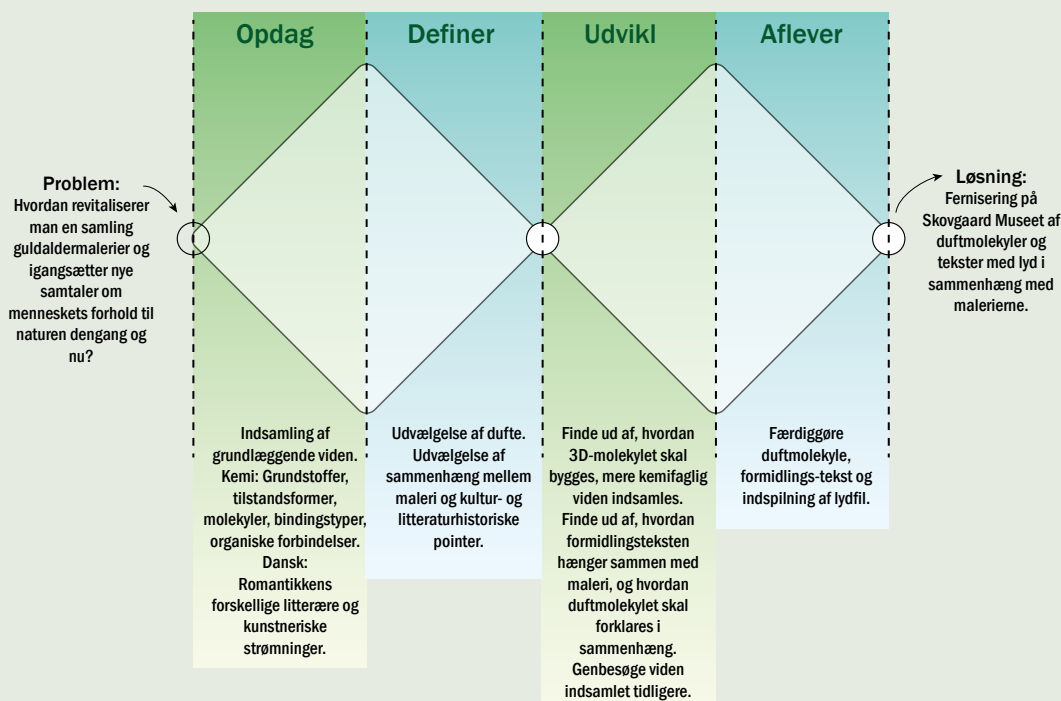 Opdag
Definer
Udvikl
Aflever
Problem:
Hvordan revitaliserer
man en samling
guldaldermalerier og
igangsætter nye
samtaler om
menneskets forhold til
naturen dengang og
nu?
Løsning:
Fernisering på
Skovgaard Museet af
duftmolekyler og
tekster med lyd i
sammenhæng med
malerierne.
Indsamling af
grundlæggende viden.
Kemi: Grundstoffer,
tilstandsformer,
molekyler, bindingstyper,
organiske forbindelser.
Dansk:
Romantikkens
forskellige litterære og
kunstneriske
strømninger.
Udvælgelse af dufte.
Udvælgelse af
sammenhæng mellem
maleri og kultur- og
litteraturhistoriske
pointer.
Finde ud af, hvordan
3D-molekylet skal
bygges, mere kemifaglig
viden indsamles.
Finde ud af, hvordan
formidlingsteksten
hænger sammen med
maleri, og hvordan
duftmolekylet skal
forklares i
sammenhæng.
Genbesøge viden
indsamlet tidligere.
Færdiggøre
duftmolekyle,
formidlings-tekst og
indspilning af lydfil.